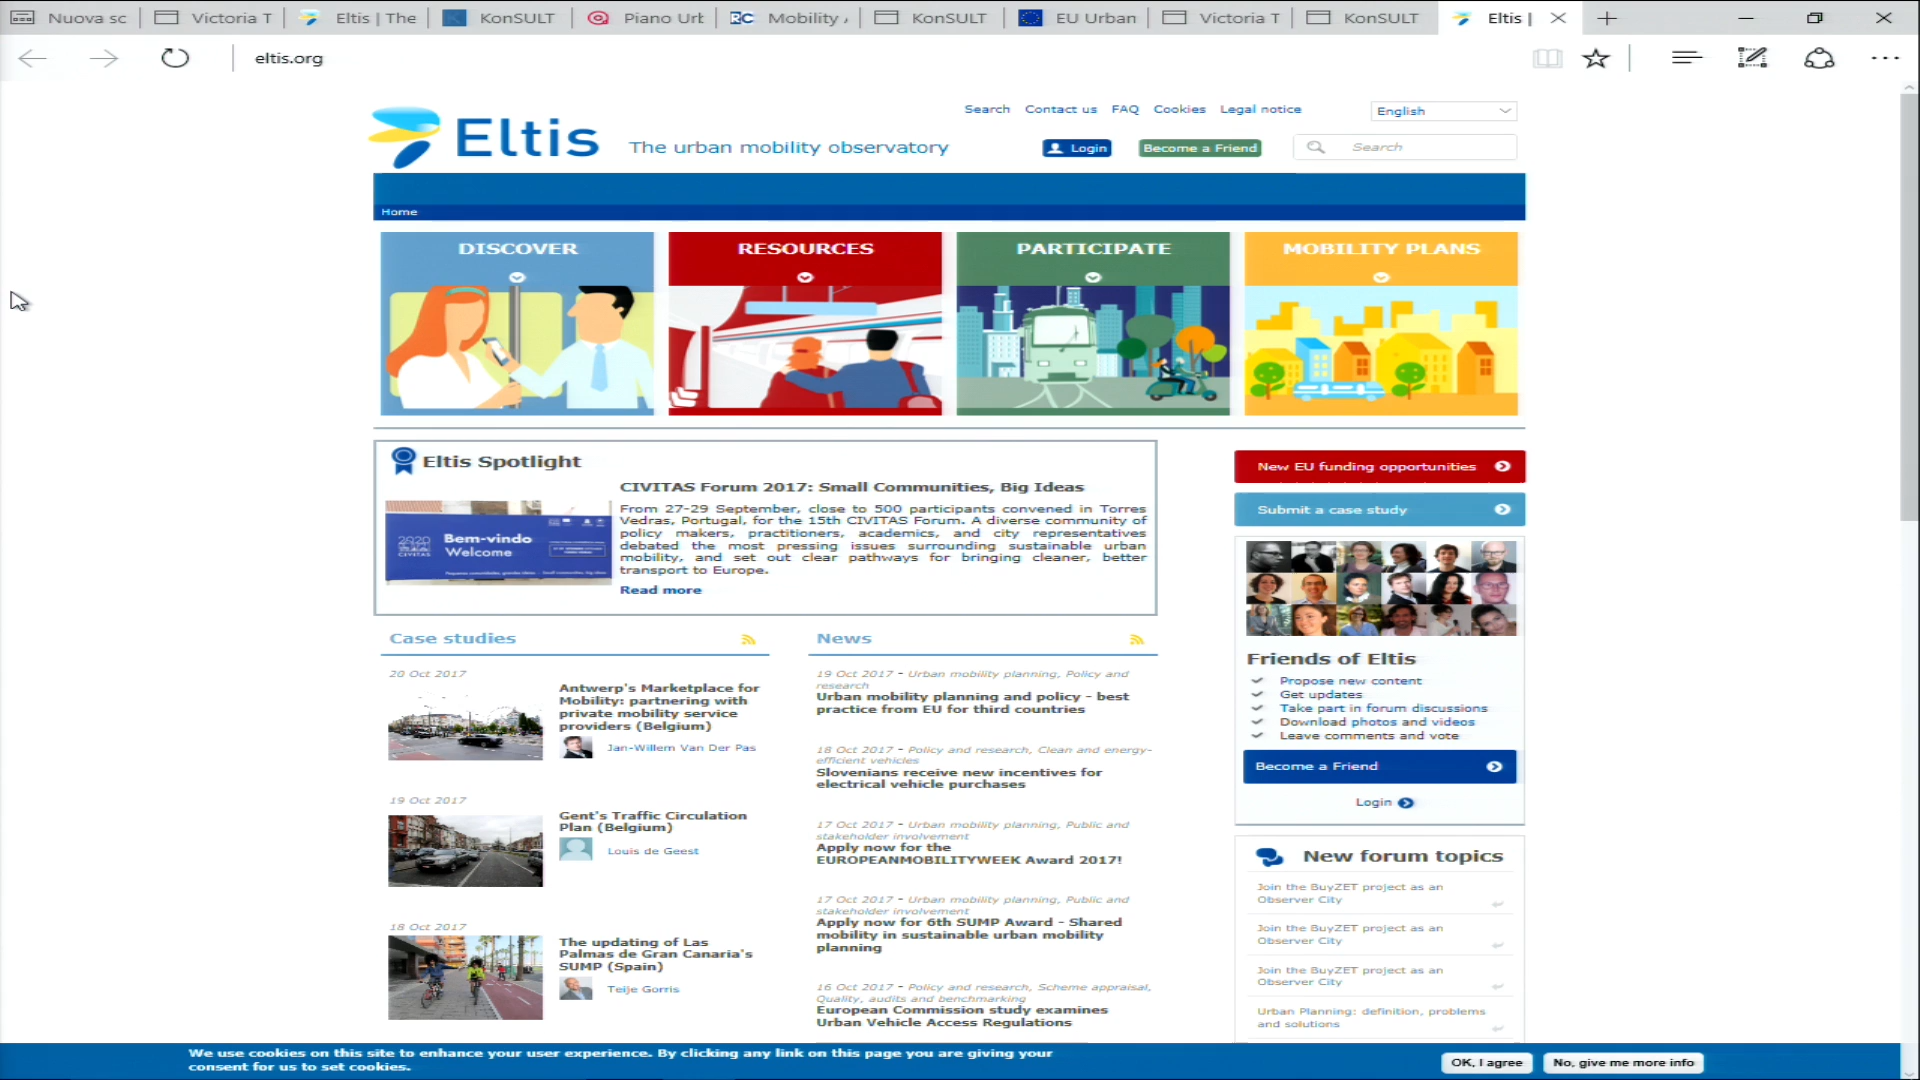 Nuova sc
Victoria T
Eltis | The
KonSULT
Piano Urb
Mobility
KonSULT
EU Urban
Victoria T
KonSULT
Eltis |
eltis.org
Search Contact us FAQ Cookies Legal notice
English
Eltis
The urban mobility observatory
Login
Become a Friend
Search
Home
DISCOVER
RESOURCES
PARTICIPATE
MOBILITY PLANS
Eltis Spotlight
CIVITAS Forum 2017: Small Communities, Big Ideas
From 27-29 September, close to 500 participants convened in Torres
Vedras, Portugal, for the 15th CIVITAS Forum. A diverse community of
policy makers, practitioners, academics, and city representatives
debated the most pressing issues surrounding sustainable urban
mobility, and set out clear pathways for bringing cleaner, better
transport to Europe.
Read more
2020
CIVITAS
Bem-vindo
Welcome
New EU funding opportunities
Submit a case study
Case studies
20 Oct 2017
Antwerp's Marketplace for
Mobility: partnering with
private mobility service
providers (Belgium)
Jan-Willem Van Der Pas
19 Oct 2017
Gent's Traffic Circulation
Plan (Belgium)
Louis de Geest
18 Oct 2017
The updating of Las
Palmas de Gran Canaria's
SUMP (Spain)
Teije Gorris
News
19 Oct 2017 - Urban mobility planning, Policy and
research
Urban mobility planning and policy - best
practice from EU for third countries
18 Oct 2017 - Policy and research, Clean and energy-
efficient vehicles
Slovenians receive new incentives for
electrical vehicle purchases
17 Oct 2017 - Urban mobility planning, Public and
stakeholder involvement
Apply now for the
EUROPEANMOBILITYWEEK Award 2017!
17 Oct 2017 - Urban mobility planning, Public and
stakeholder involvement
Apply now for 6th SUMP Award - Shared
mobility in sustainable urban mobility
planning
16 Oct 2017 - Policy and research, Scheme appraisal,
Quality, audits and benchmarking
European Commission study examines
Urban Vehicle Access Regulations
Friends of Eltis
Propose new content
Get updates
Take part in forum discussions
Download photos and videos
Leave comments and vote
Become a Friend
Login
New forum topics
Join the BuyZET project as an
Observer City
Join the BuyZET project as an
Observer City
Join the BuyZET project as an
Observer City
Urban Planning: definition, problems
and solutions
We use cookies on this site to enhance your user experience. By clicking any link on this page you are giving your
consent for us to set cookies.
OK, I agree
No, give me more info